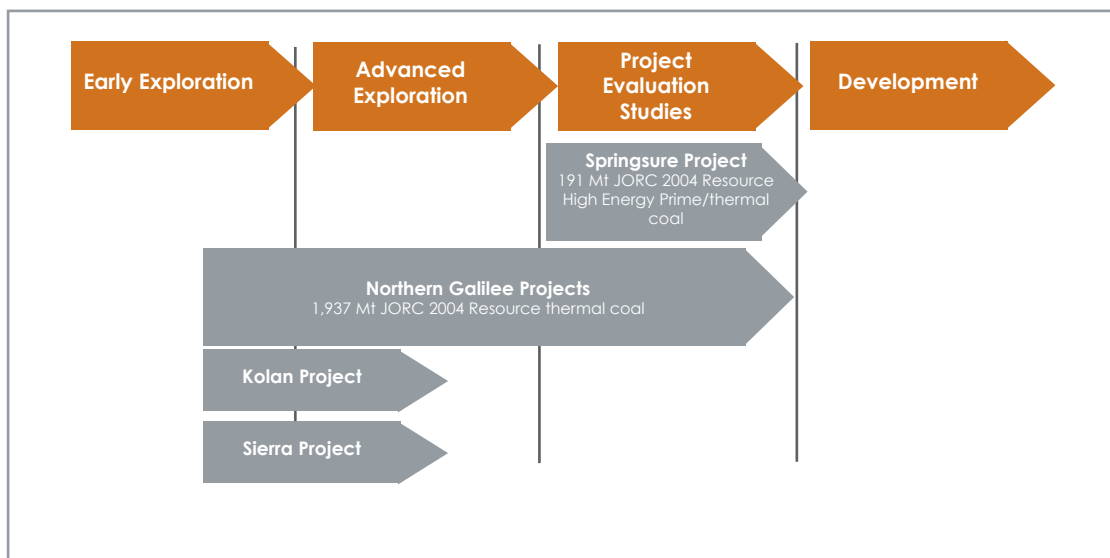 Early Exploration
Advanced
Exploration
Project
Evaluation
Studies
Development
Springsure Project
191 Mt JORC 2004 Resource
High Energy Prime/thermal
coal
Northern Galilee Projects
1,937 Mt JORC 2004 Resource thermal coal
Kolan Project
Sierra Project